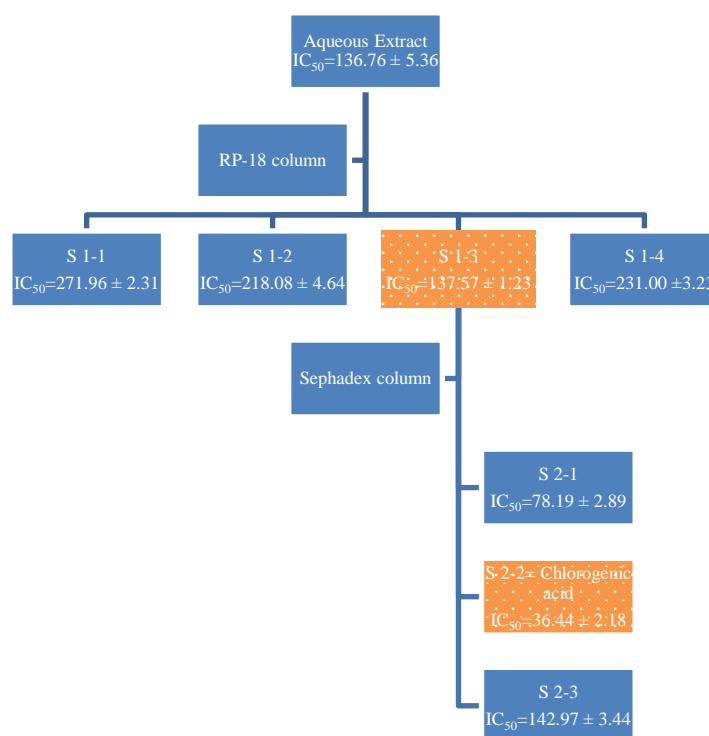 Aqueous Extract
IC₅₀=136.76 ± 5.36
RP-18 column
S 1-1
IC₅₀=271.96 ± 2.31
S 1-2
IC₅₀=218.08 ± 4.64
S 1-3
IC₅₀=137.57 ± 1.23
S 1-4
IC₅₀=231.00 ±3.23
Sephadex column
S 2-1
IC₅₀=78.19 ± 2.89
S 2-2= Chlorogenic
acid
IC₅₀=36.44 ± 2.18
S 2-3
IC₅₀=142.97 ± 3.44